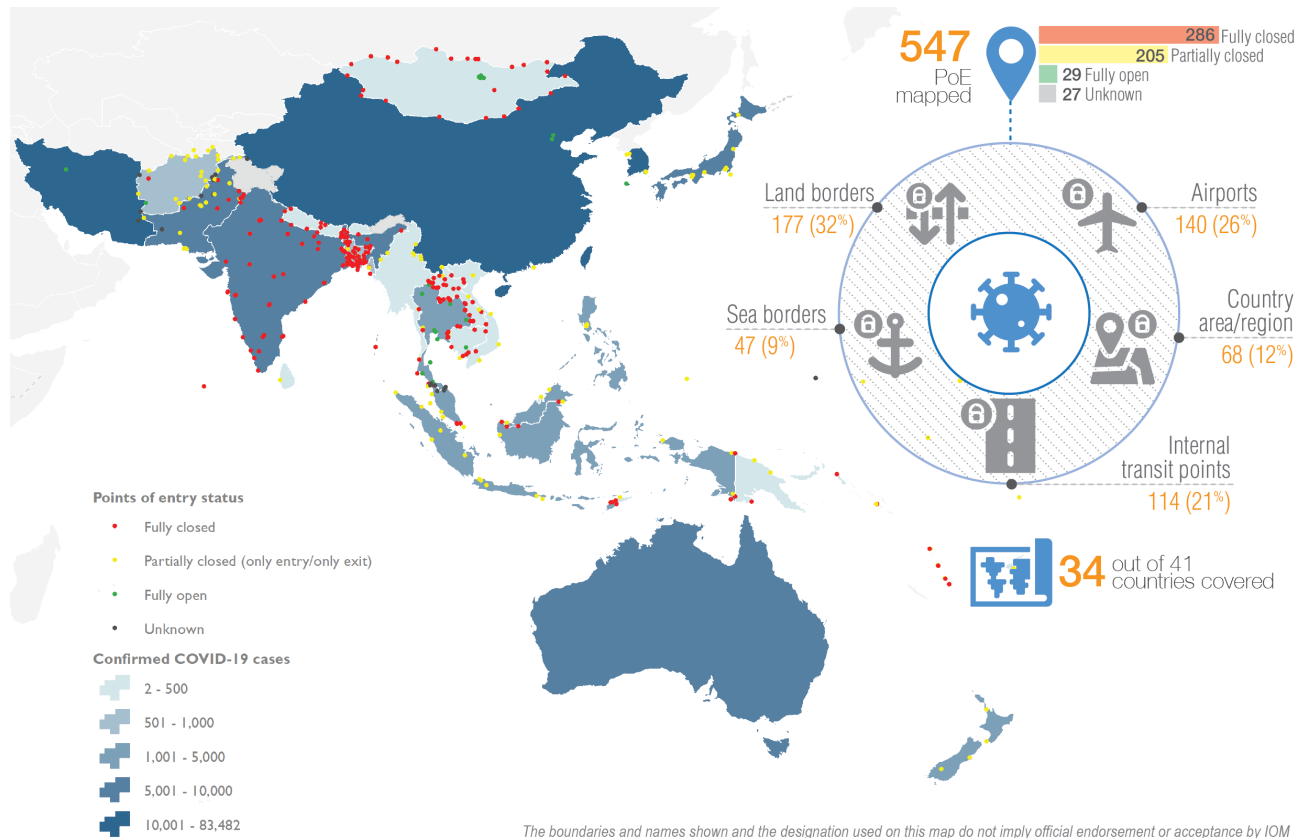 547
PoE
mapped
286 Fully closed
205 Partially closed
29 Fully open
27 Unknown
Land borders
177 (32%)
Airports
140 (26%)
Sea borders
47 (9%)
Country
area/region
68 (12%)
Internal
transit points
114 (21%)
34 out of 41
countries covered
Points of entry status
Fully closed
Partially closed (only entry/only exit)
Fully open
Unknown
Confirmed COVID-19 cases
2 - 500
501 - 1,000
1,001 - 5,000
5,001 - 10,000
10,001 - 83,482
The boundaries and names shown and the designation used on this map do not imply official endorsement or acceptance by IOM